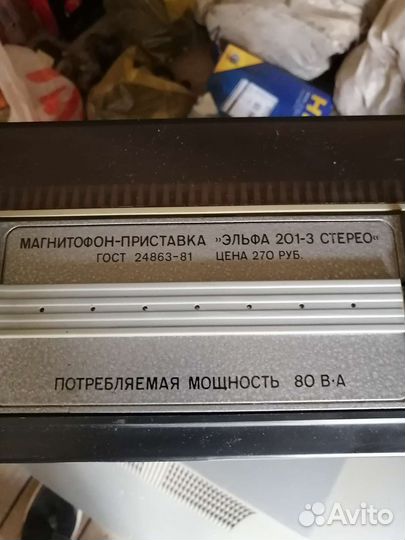 МАГНИТОФОН-ПРИСТАВКА »ЭЛЬФА 201-3 СТЕРЕО«
ГОСТ 24863-81 ЦЕНА 270 РУБ.
ПОТРЕБЛЯЕМАЯ МОЩНОСТЬ 80 В·А
Avito